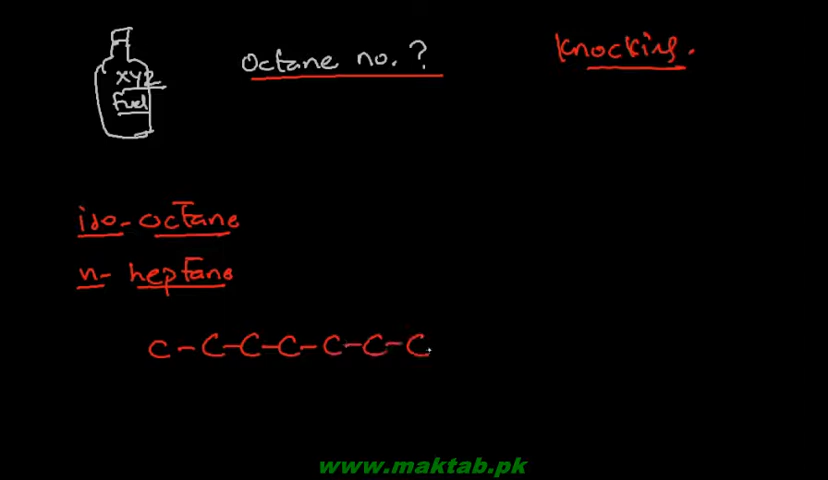 Octane no. ?
Knocking.
XYZ
Fuel
iso-octane
n-heptane
C-C-C-C-C-C-C
www.maktab.pk